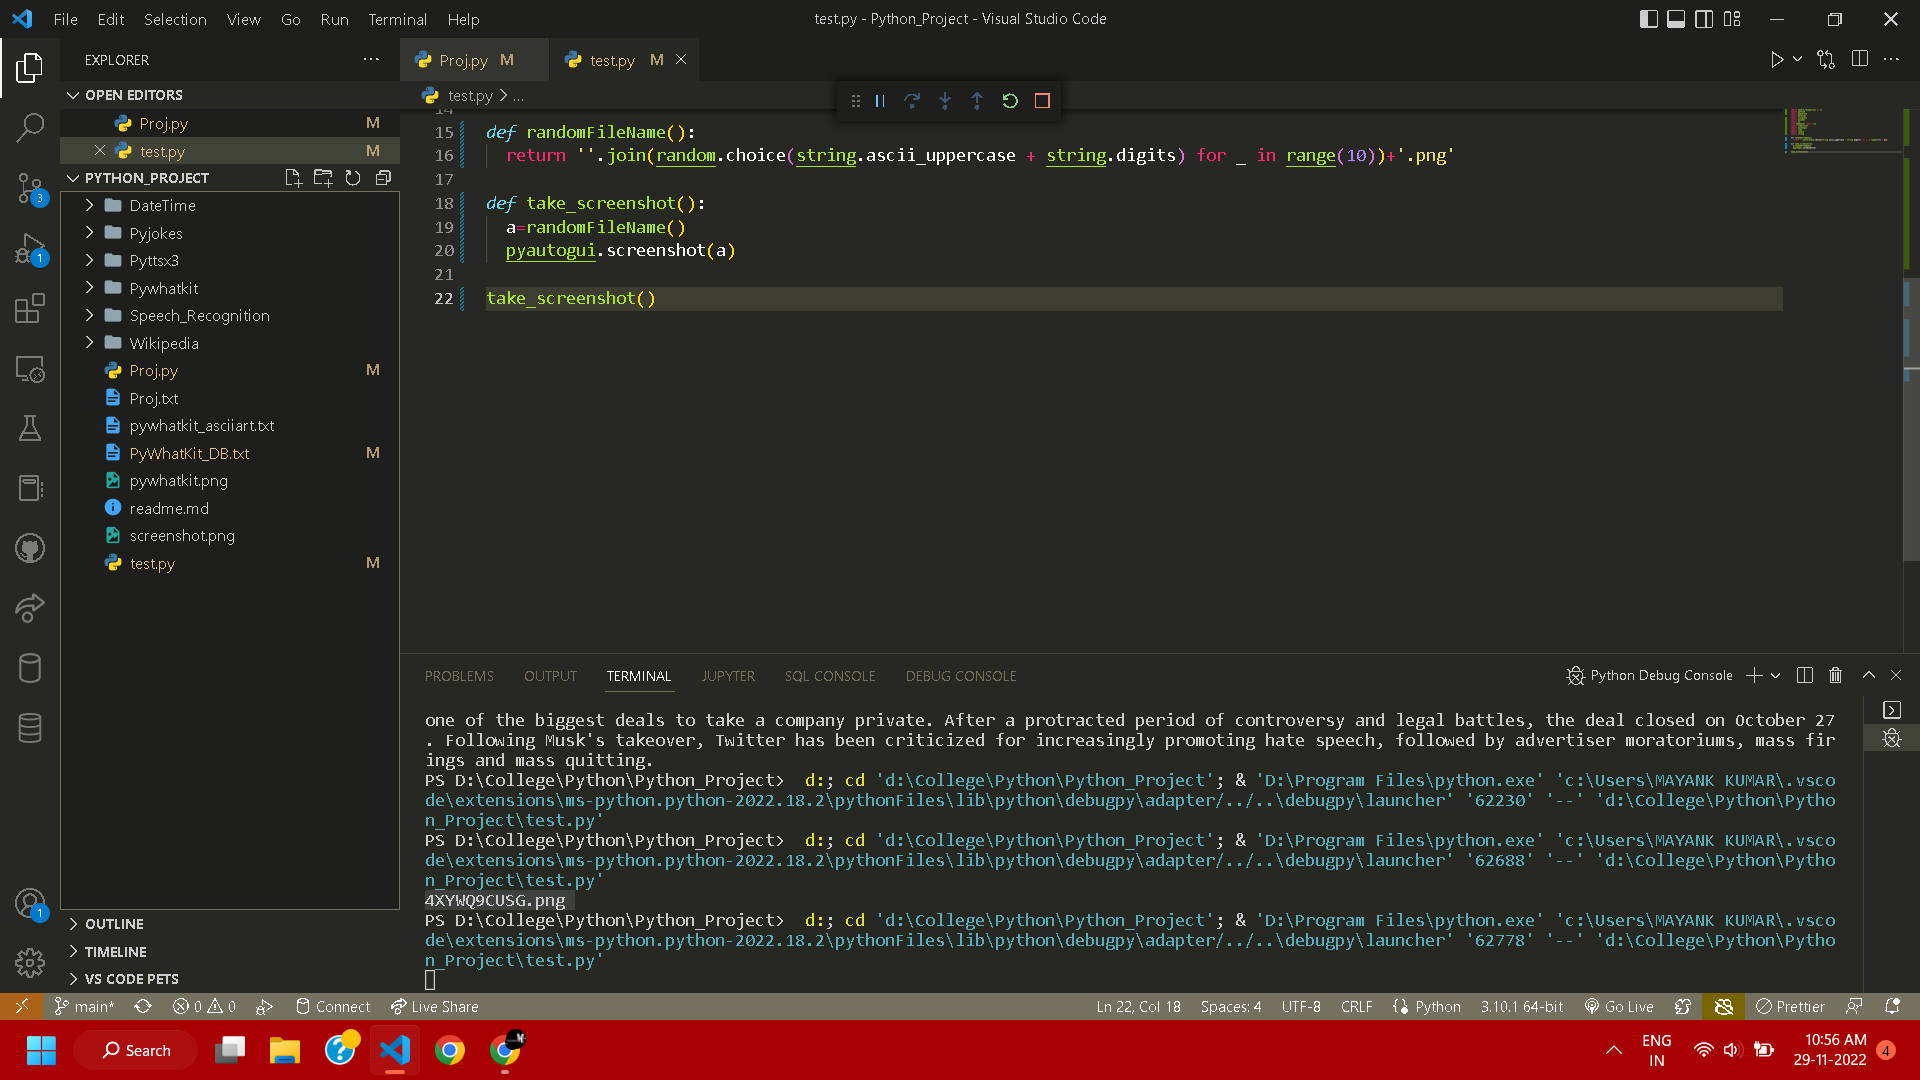 File Edit Selection View Go Run Terminal Help
test.py - Python_Project - Visual Studio Code
EXPLORER
OPEN EDITORS
Proj.py M
test.py M
PYTHON_PROJECT
DateTime
Pyjokes
Pyttsx3
Pywhatkit
Speech_Recognition
Wikipedia
Proj.py M
Proj.txt
pywhatkit_asciiart.txt
PyWhatKit_DB.txt M
pywhatkit.png
readme.md
screenshot.png
test.py M
OUTLINE
TIMELINE
VS CODE PETS
3
1
1
Proj.py M
test.py M
test.py > ...
14
15 def randomFileName():
16 return ''.join(random.choice(string.ascii_uppercase + string.digits) for _ in range(10))+'.png'
17
18 def take_screenshot():
19 a=randomFileName()
20 pyautogui.screenshot(a)
21
22 take_screenshot()
PROBLEMS OUTPUT TERMINAL JUPYTER SQL CONSOLE DEBUG CONSOLE
Python Debug Console
one of the biggest deals to take a company private. After a protracted period of controversy and legal battles, the deal closed on October 27
. Following Musk's takeover, Twitter has been criticized for increasingly promoting hate speech, followed by advertiser moratoriums, mass fir
ings and mass quitting.
PS D:\College\Python\Python_Project>  d:; cd 'd:\College\Python\Python_Project'; & 'D:\Program Files\python.exe' 'c:\Users\MAYANK KUMAR\.vsco
de\extensions\ms-python.python-2022.18.2\pythonFiles\lib\python\debugpy\adapter/../..\debugpy\launcher' '62230' '--' 'd:\College\Python\Pytho
n_Project\test.py'
PS D:\College\Python\Python_Project>  d:; cd 'd:\College\Python\Python_Project'; & 'D:\Program Files\python.exe' 'c:\Users\MAYANK KUMAR\.vsco
de\extensions\ms-python.python-2022.18.2\pythonFiles\lib\python\debugpy\adapter/../..\debugpy\launcher' '62688' '--' 'd:\College\Python\Pytho
n_Project\test.py'
4XYWQ9CUSG.png
PS D:\College\Python\Python_Project>  d:; cd 'd:\College\Python\Python_Project'; & 'D:\Program Files\python.exe' 'c:\Users\MAYANK KUMAR\.vsco
de\extensions\ms-python.python-2022.18.2\pythonFiles\lib\python\debugpy\adapter/../..\debugpy\launcher' '62778' '--' 'd:\College\Python\Pytho
n_Project\test.py'
main* 0 0 Connect Live Share
Ln 22, Col 18 Spaces: 4 UTF-8 CRLF Python 3.10.1 64-bit Go Live Prettier
Search
ENG
IN
10:56 AM
29-11-2022
4